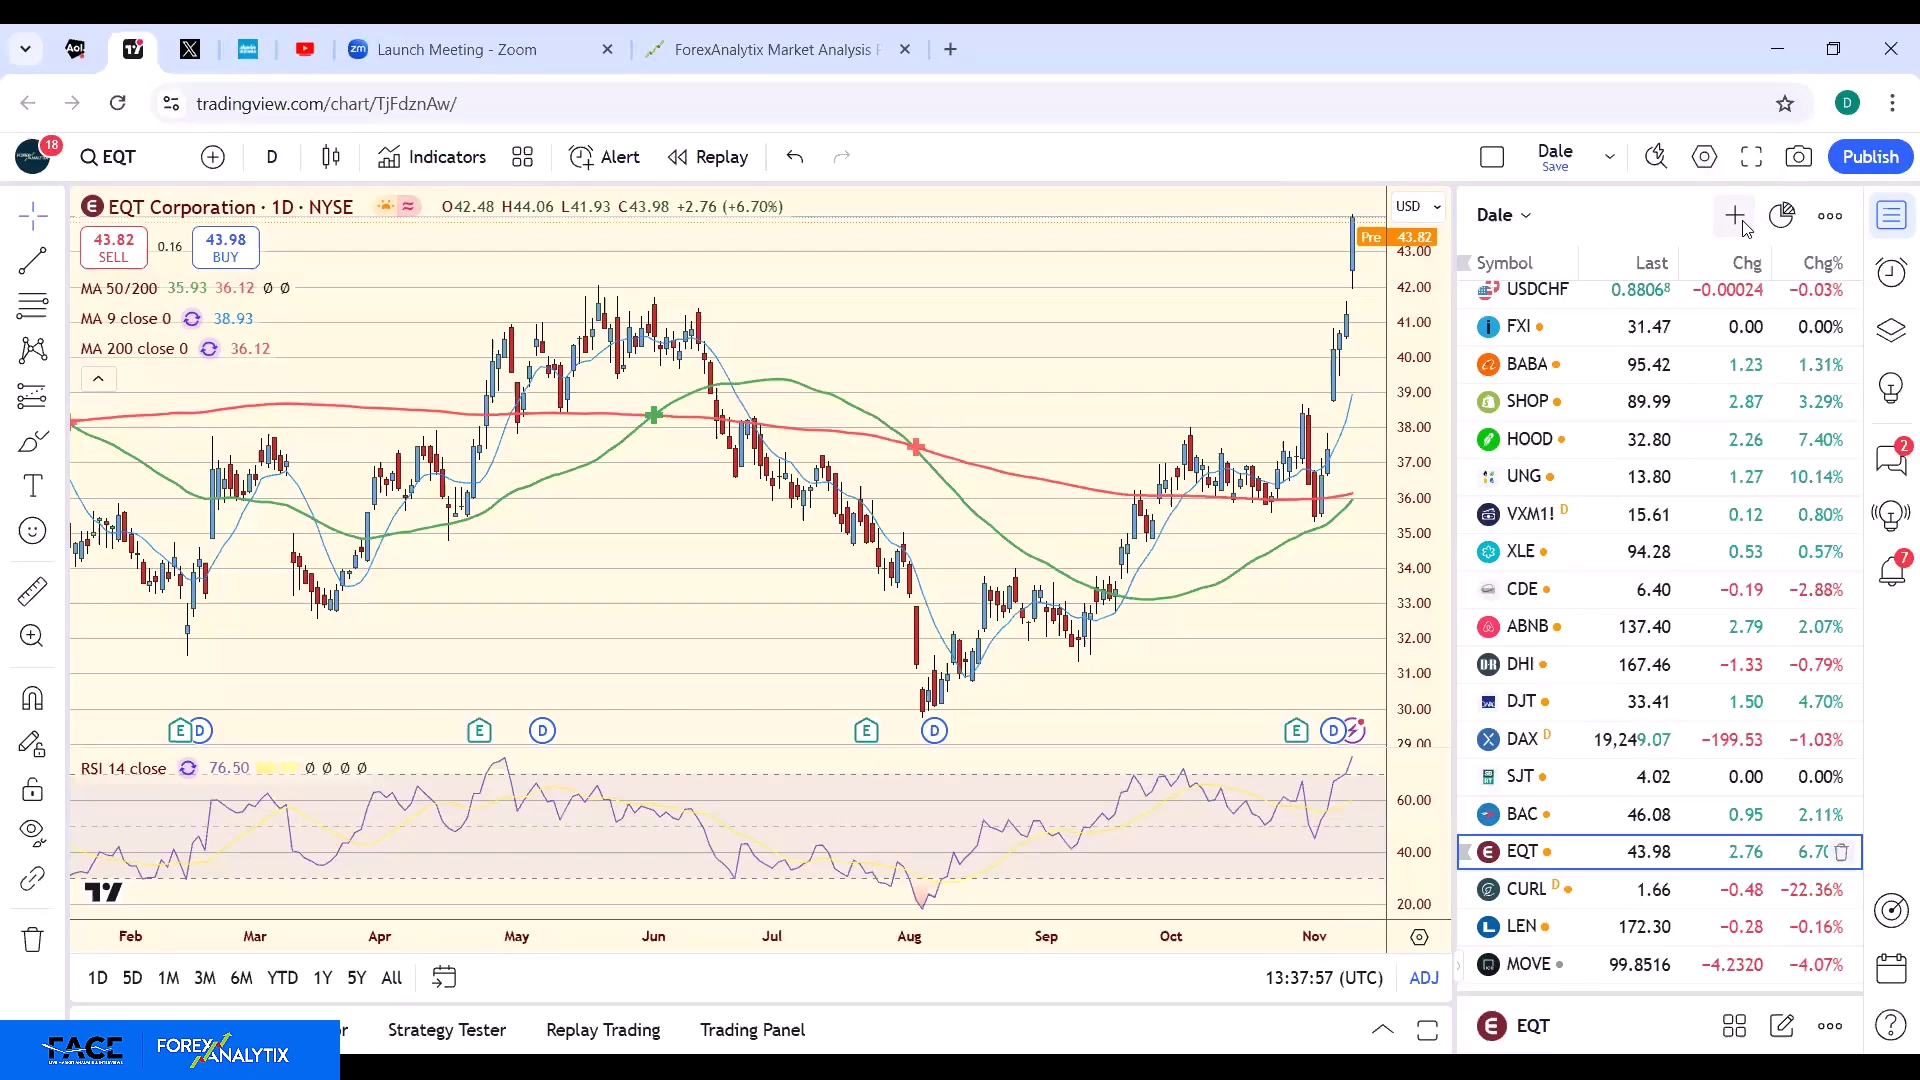 Launch Meeting - Zoom
ForexAnalytix Market Analysis
tradingview.com/chart/TjFdznAw/
D
18
EQT
D
Indicators
Alert
Replay
Dale
Save
Publish
EQT Corporation · 1D · NYSE
O42.48 H44.06 L41.93 C43.98 +2.76 (+6.70%)
USD
43.82
SELL
0.16
43.98
BUY
Pre 43.82
MA 50/200 35.93 36.12 Ø Ø
MA 9 close 0 38.93
MA 200 close 0 36.12
43.00
42.00
41.00
40.00
39.00
38.00
37.00
36.00
35.00
34.00
33.00
32.00
31.00
30.00
29.00
E D E D E D E D
RSI 14 close 76.50 Ø Ø Ø Ø
60.00
40.00
20.00
Feb Mar Apr May Jun Jul Aug Sep Oct Nov
1D 5D 1M 3M 6M YTD 1Y 5Y All
13:37:57 (UTC)
ADJ
Strategy Tester
Replay Trading
Trading Panel
FACE
FOREX ANALYTIX
Dale
Symbol Last Chg Chg%
USDCHF 0.88068 −0.00024 −0.03%
FXI 31.47 0.00 0.00%
BABA 95.42 1.23 1.31%
SHOP 89.99 2.87 3.29%
HOOD 32.80 2.26 7.40%
UNG 13.80 1.27 10.14%
VXM1! D 15.61 0.12 0.80%
XLE 94.28 0.53 0.57%
CDE 6.40 −0.19 −2.88%
ABNB 137.40 2.79 2.07%
DHI 167.46 −1.33 −0.79%
DJT 33.41 1.50 4.70%
DAX D 19,249.07 −199.53 −1.03%
SJT 4.02 0.00 0.00%
BAC 46.08 0.95 2.11%
EQT 43.98 2.76 6.70
CURL D 1.66 −0.48 −22.36%
LEN 172.30 −0.28 −0.16%
MOVE 99.8516 −4.2320 −4.07%
EQT
2
7